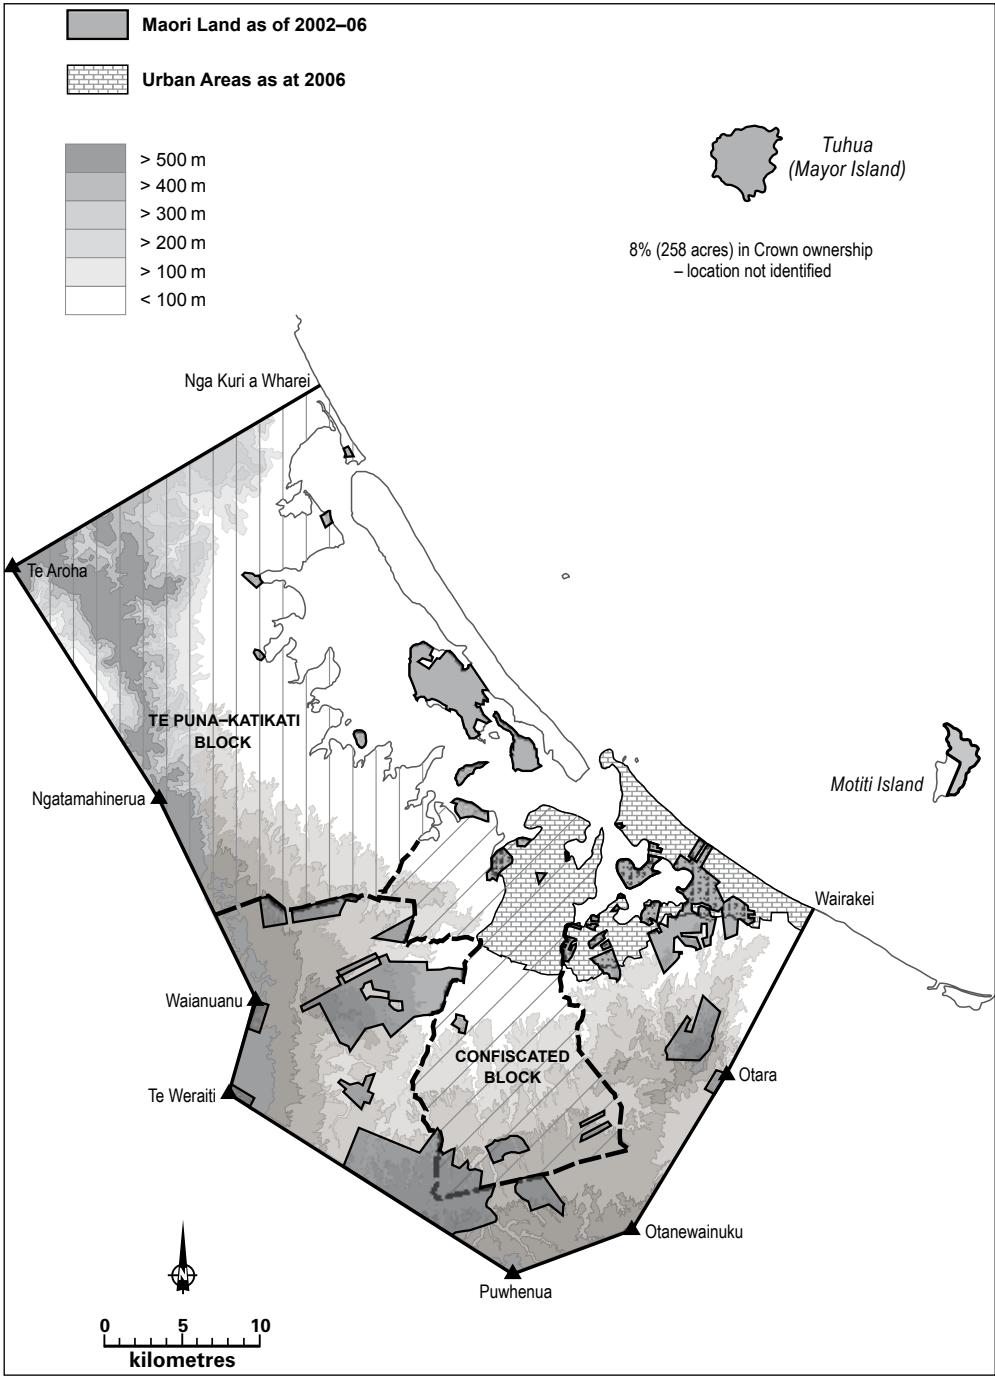 Maori Land as of 2002–06
Urban Areas as at 2006
> 500 m
> 400 m
> 300 m
> 200 m
> 100 m
< 100 m
Tuhua
(Mayor Island)
8% (258 acres) in Crown ownership
– location not identified
Nga Kuri a Wharei
Te Aroha
TE PUNA–KATIKATI
BLOCK
Ngatamahinerua
Motiti Island
Wairakei
Waianuanu
CONFISCATED
BLOCK
Otara
Te Weraiti
Otanewainuku
Puwhenua
0 5 10
kilometres